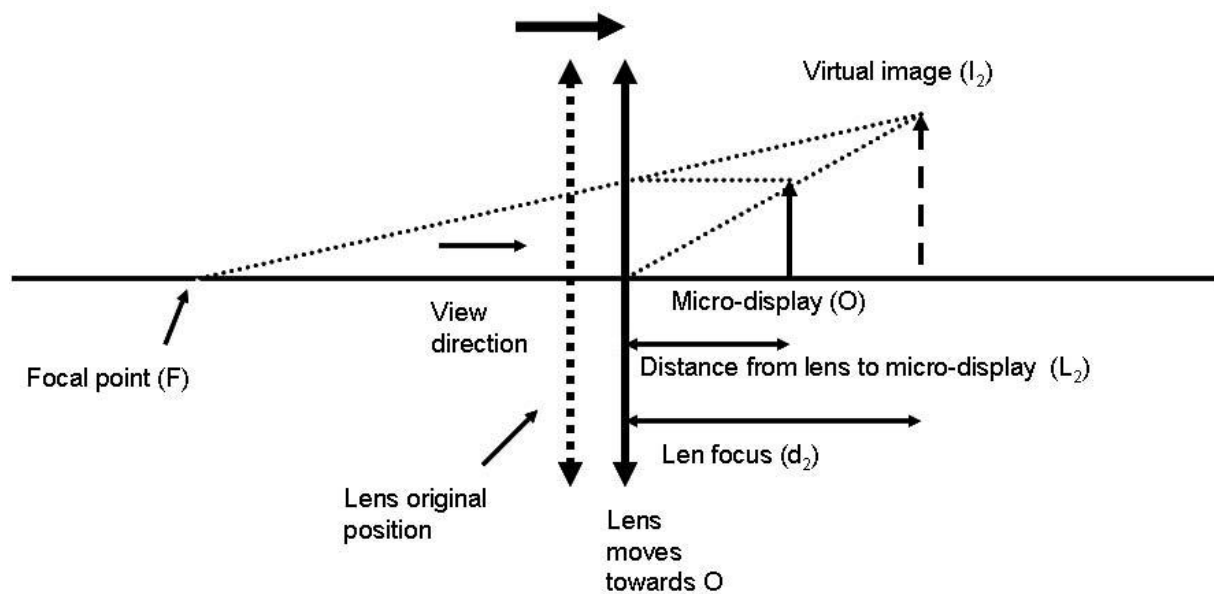 Virtual image (I₂)
Micro-display (O)
View
direction
Distance from lens to micro-display (L₂)
Focal point (F)
Len focus (d₂)
Lens original
position
Lens
moves
towards O